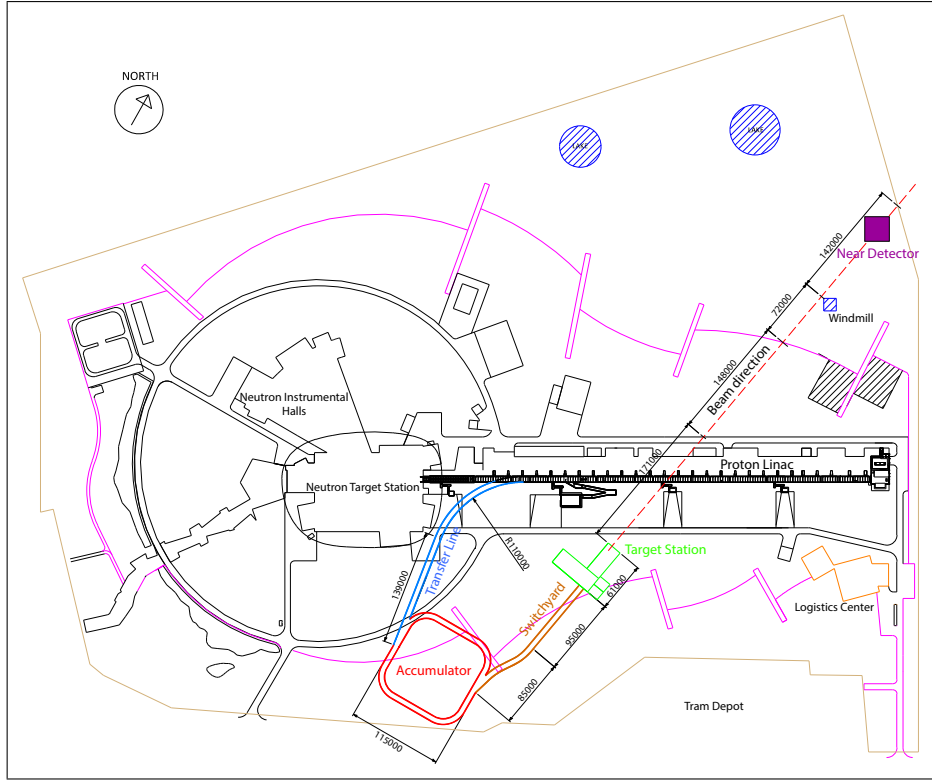 NORTH
LAKE
LAKE
142000
Near Detector
72000
Windmill
148000
Beam direction
Neutron Instrumental
Halls
171000
Proton Linac
Neutron Target Station
R110000
Target Station
Transfer Line
139000
61000
Switchyard
Logistics Center
95000
Accumulator
85000
Tram Depot
115000